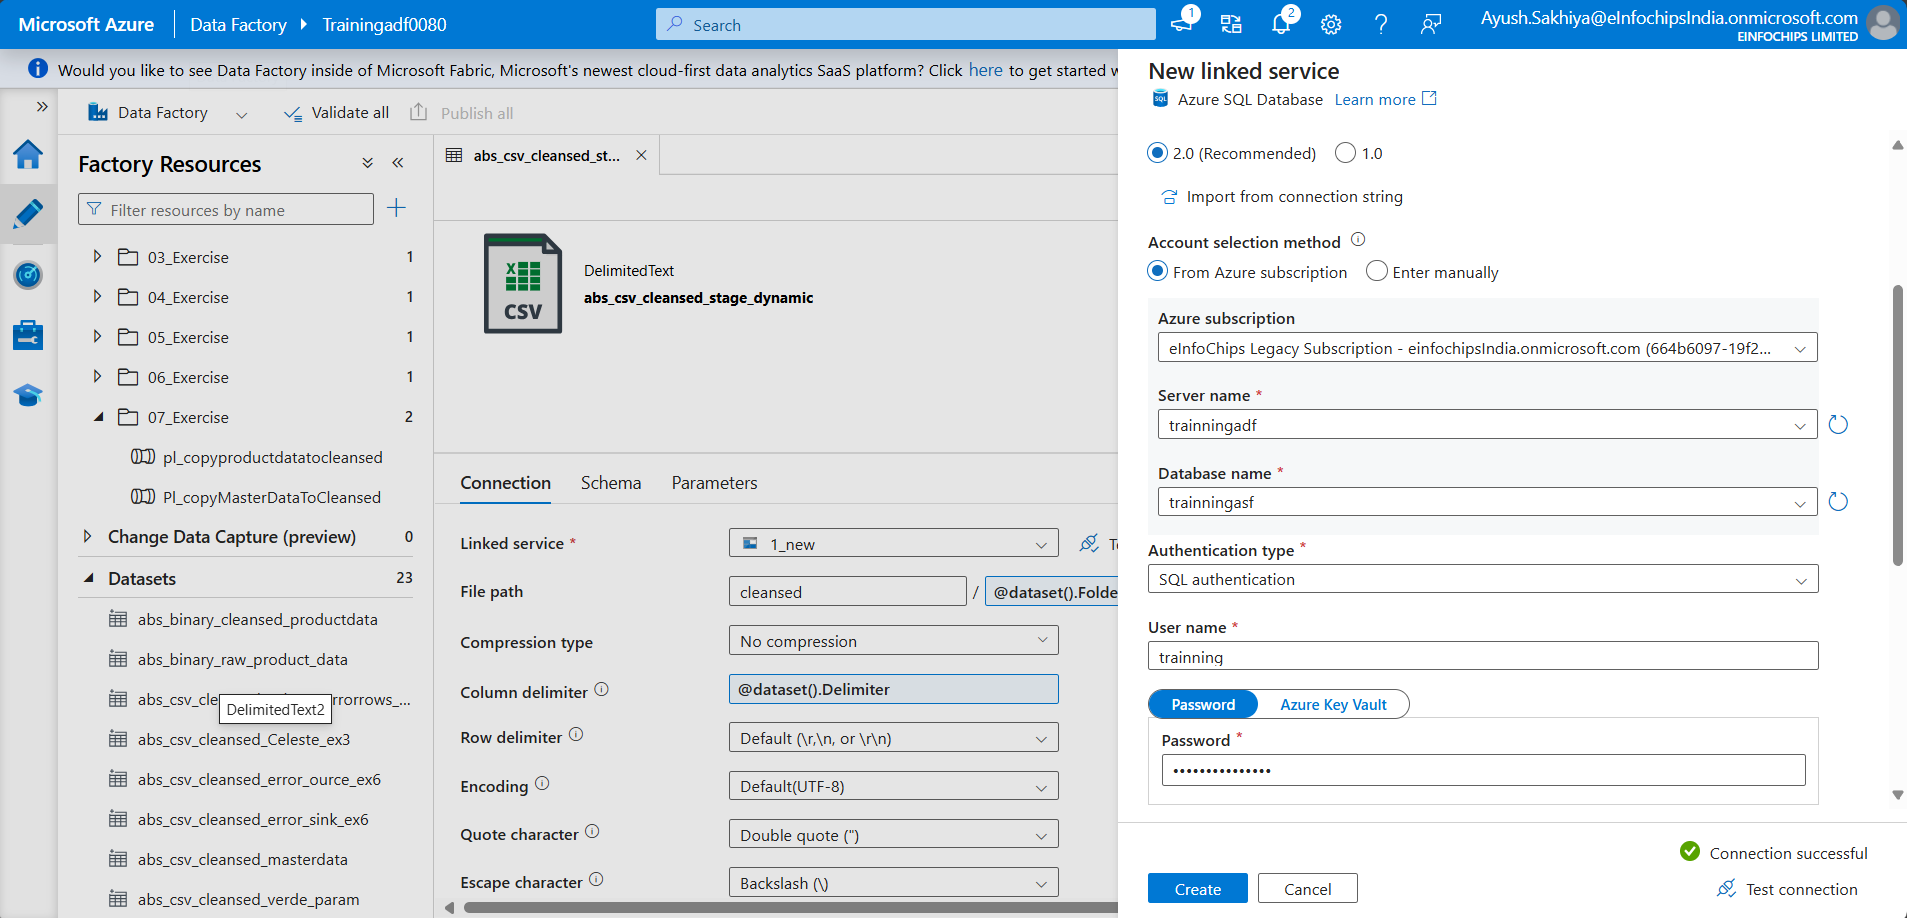 Microsoft Azure
Data Factory
Trainingadf0080
Search
1
2
Ayush.Sakhiya@eInfochipsIndia.onmicrosoft.com
EINFOCHIPS LIMITED
Would you like to see Data Factory inside of Microsoft Fabric, Microsoft's newest cloud-first data analytics SaaS platform? Click here to get started
Data Factory
Validate all
Publish all
Factory Resources
Filter resources by name
03_Exercise 1
04_Exercise 1
05_Exercise 1
06_Exercise 1
07_Exercise 2
pl_copyproductdatatocleansed
Pl_copyMasterDataToCleansed
Change Data Capture (preview) 0
Datasets 23
abs_binary_cleansed_productdata
abs_binary_raw_product_data
abs_csv_cle rrorrows_...
DelimitedText2
abs_csv_cleansed_Celeste_ex3
abs_csv_cleansed_error_ource_ex6
abs_csv_cleansed_error_sink_ex6
abs_csv_cleansed_masterdata
abs_csv_cleansed_verde_param
abs_csv_cleansed_st...
CSV
DelimitedText
abs_csv_cleansed_stage_dynamic
Connection Schema Parameters
Linked service * 1_new
File path cleansed / @dataset().Folde
Compression type No compression
Column delimiter @dataset().Delimiter
Row delimiter Default (\r,\n, or \r\n)
Encoding Default(UTF-8)
Quote character Double quote (")
Escape character Backslash (\)
New linked service
SQL Azure SQL Database Learn more
2.0 (Recommended) 1.0
Import from connection string
Account selection method
From Azure subscription Enter manually
Azure subscription
eInfoChips Legacy Subscription - einfochipsIndia.onmicrosoft.com (664b6097-19f2...
Server name *
trainningadf
Database name *
trainningasf
Authentication type *
SQL authentication
User name *
trainning
Password Azure Key Vault
Password *
•••••••••••••••
Connection successful
Create Cancel
Test connection